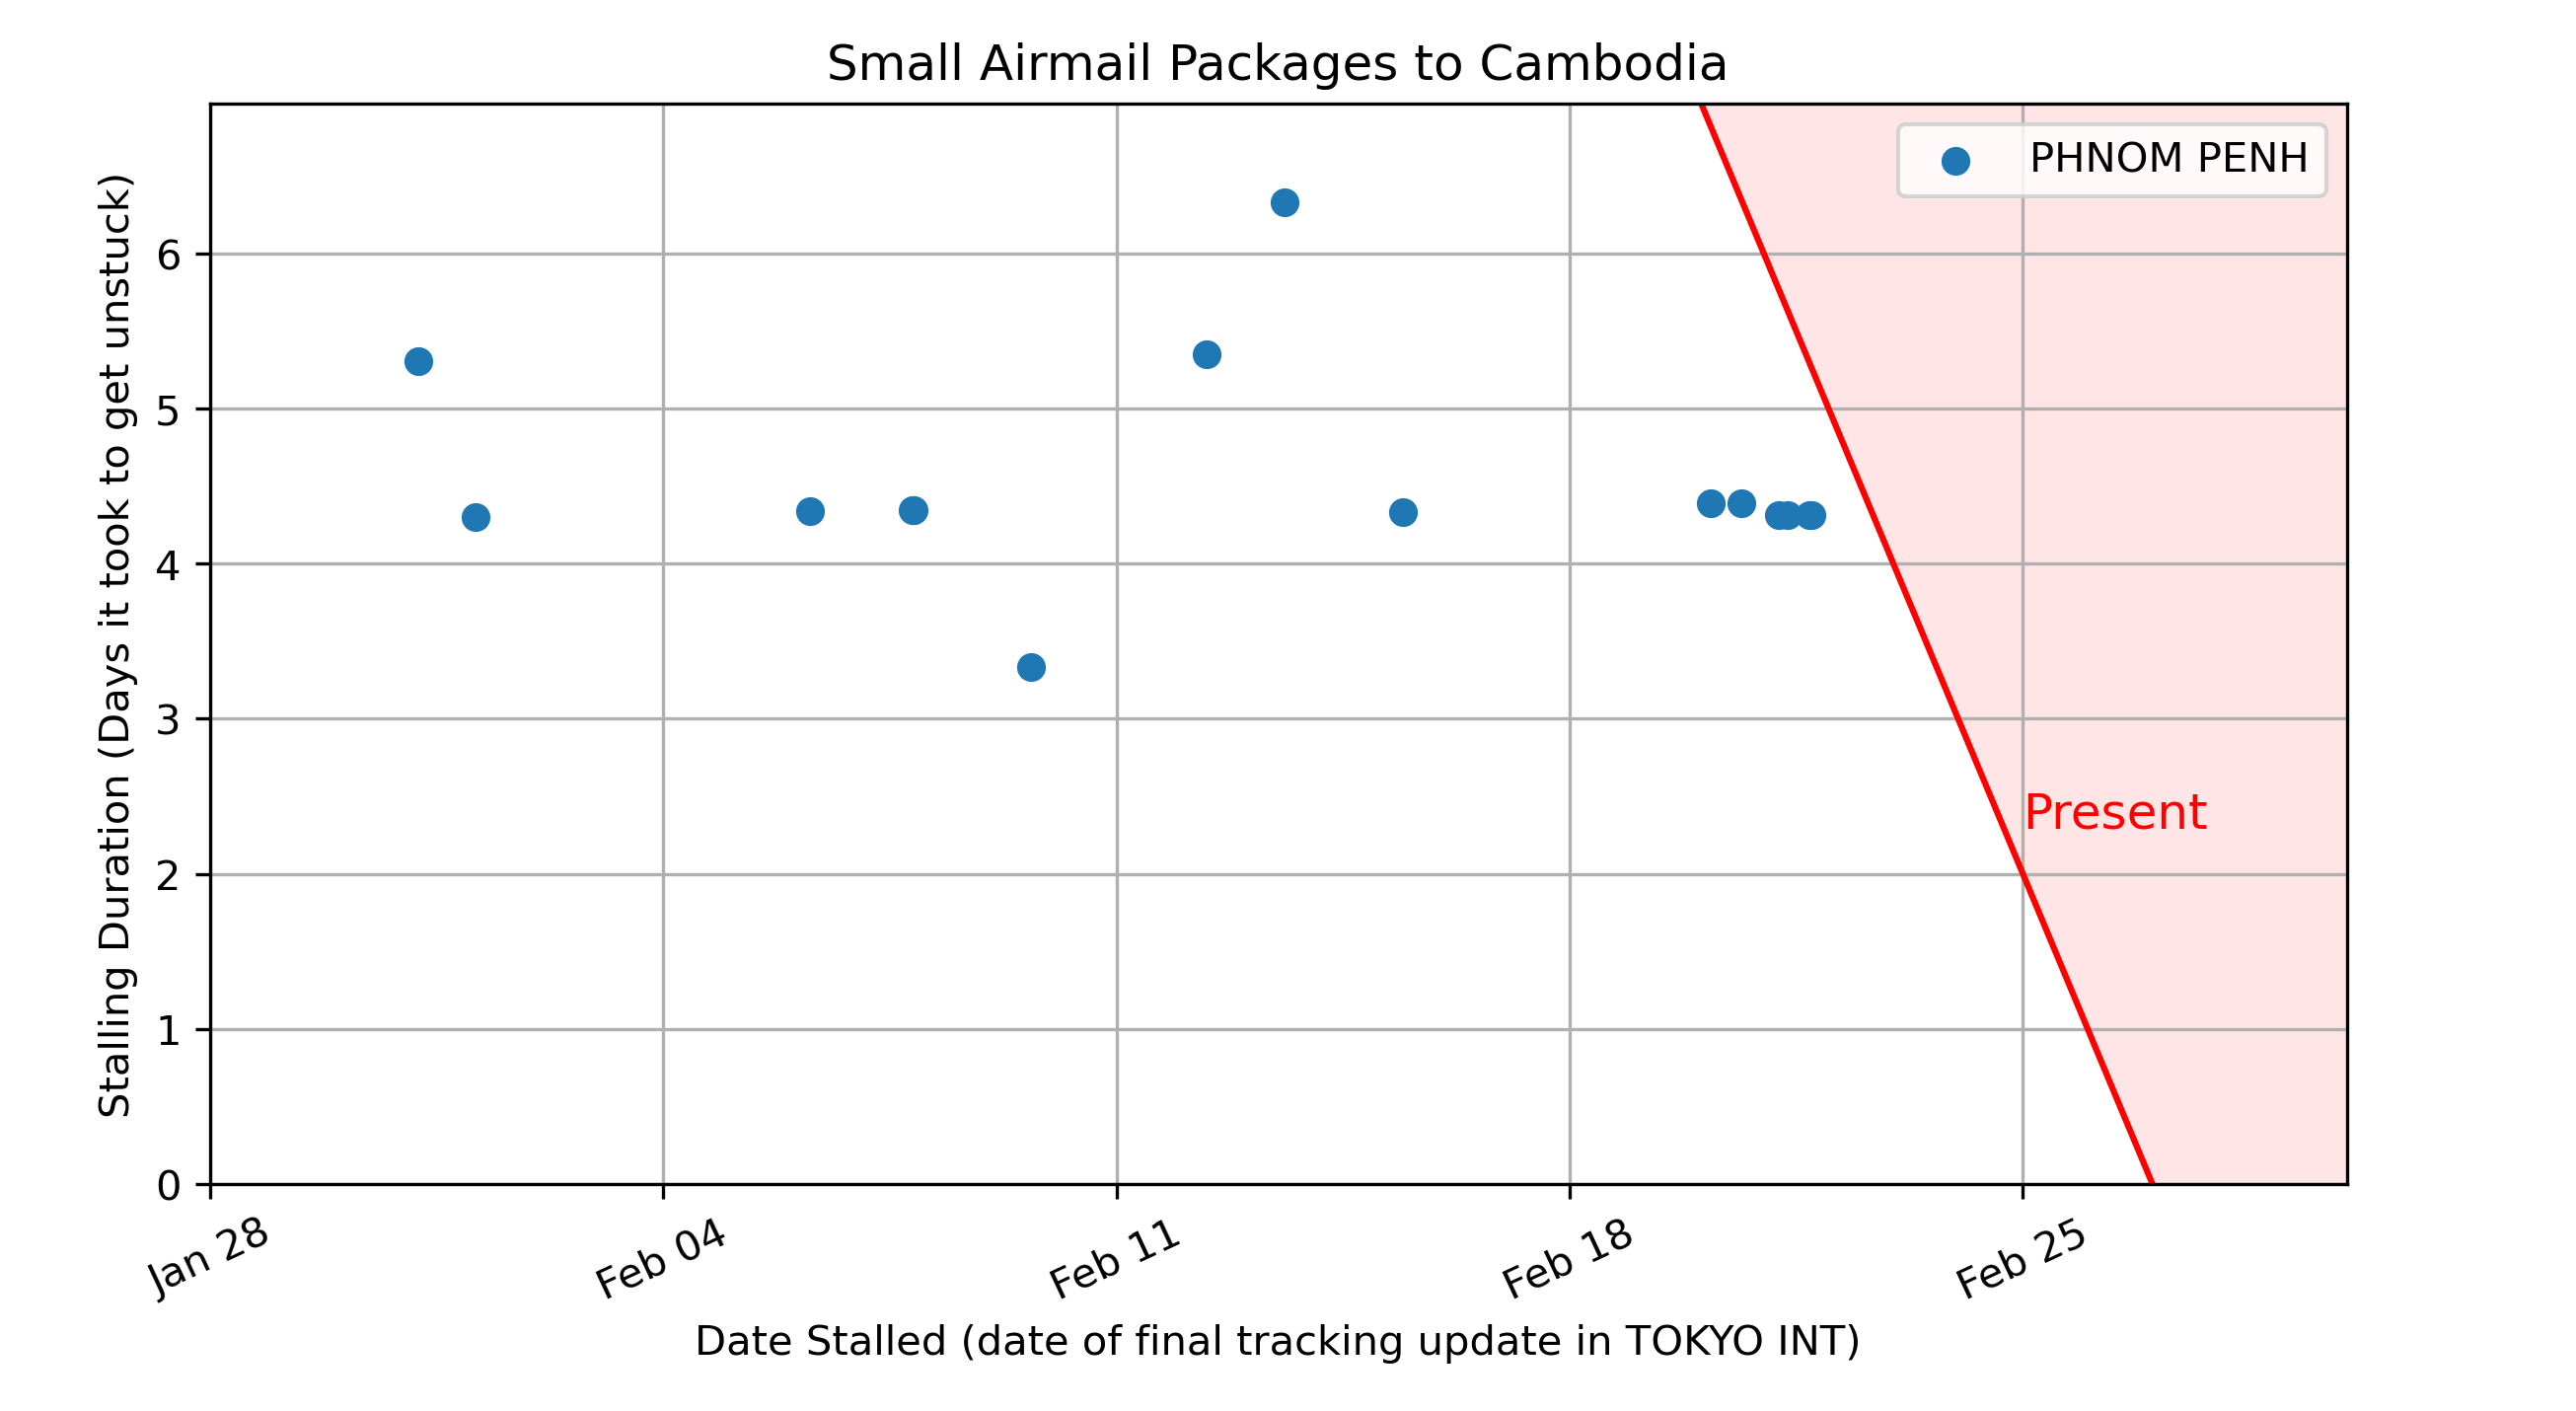 Small Airmail Packages to Cambodia
PHNOM PENH
Stalling Duration (Days it took to get unstuck)
6
5
4
3
2
1
0
Present
Jan 28
Feb 04
Feb 11
Feb 18
Feb 25
Date Stalled (date of final tracking update in TOKYO INT)